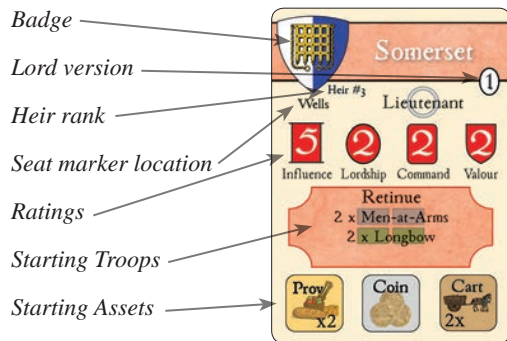 Badge
Lord version
Heir rank
Seat marker location
Ratings
Starting Troops
Starting Assets
Somerset
1
Heir #3
Wells
Lieutenant
5 2 2 2
Influence Lordship Command Valour
Retinue
2 x Men-at-Arms
2 x Longbow
Prov Coin Cart
x2 2x